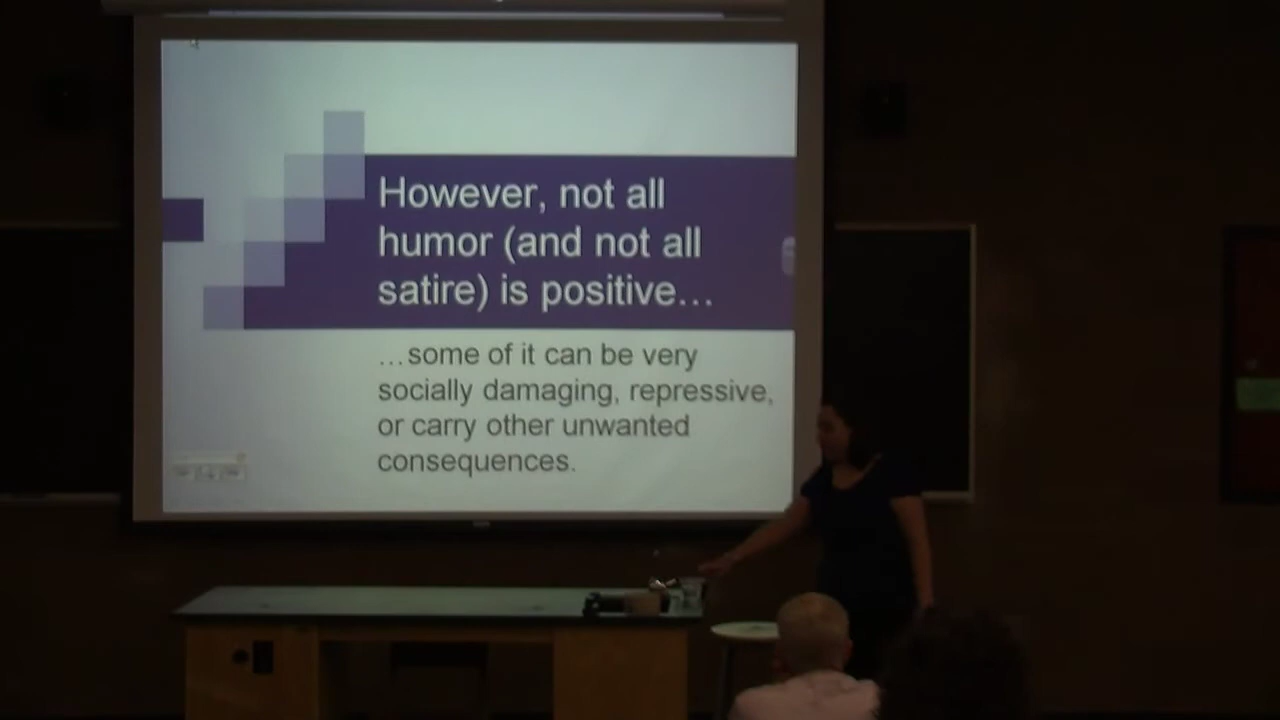 However, not all
humor (and not all
satire) is positive…
…some of it can be very
socially damaging, repressive,
or carry other unwanted
consequences.